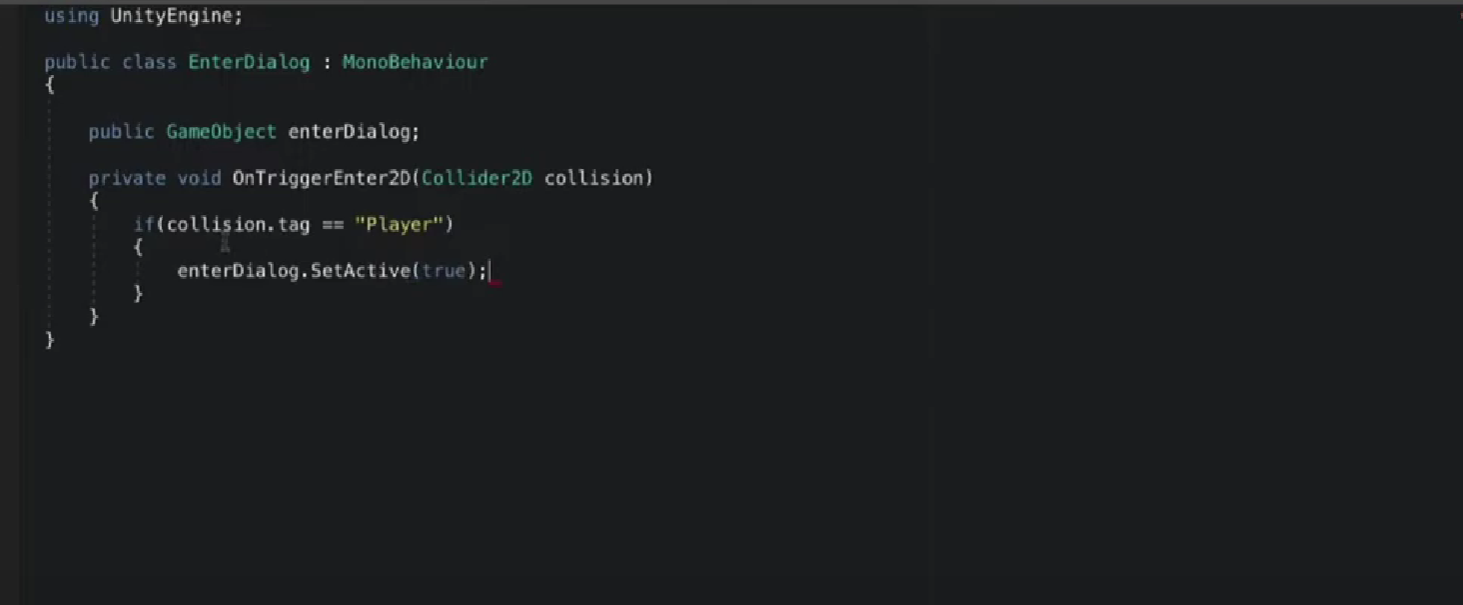 using UnityEngine;
public class EnterDialog : MonoBehaviour
{
public GameObject enterDialog;
private void OnTriggerEnter2D(Collider2D collision)
{
if(collision.tag == "Player")
{
enterDialog.SetActive(true);
}
}
}